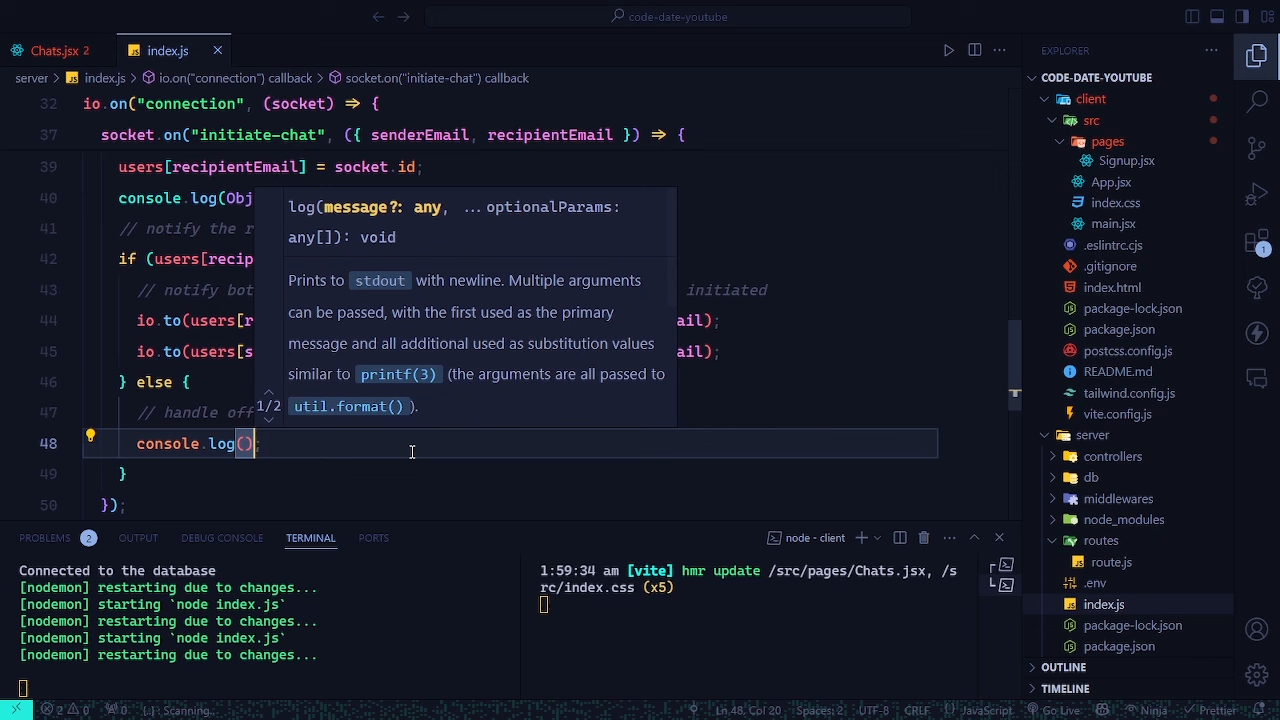 code-date-youtube
Chats.jsx 2
index.js
server > index.js > io.on("connection") callback > socket.on("initiate-chat") callback
32 io.on("connection", (socket) => {
37 socket.on("initiate-chat", ({ senderEmail, recipientEmail }) => {
39 users[recipientEmail] = socket.id;
40 console.log(Obj
41 // notify the r
42 if (users[recip
43 // notify bot initiated
44 io.to(users[r ail);
45 io.to(users[s ail);
46 } else {
47 // handle off
48 console.log();
49 }
50 });
log(message?: any, ...optionalParams:
any[]): void
Prints to stdout with newline. Multiple arguments
can be passed, with the first used as the primary
message and all additional used as substitution values
similar to printf(3) (the arguments are all passed to
1/2 util.format() ).
PROBLEMS 2 OUTPUT DEBUG CONSOLE TERMINAL PORTS
node - client
Connected to the database
[nodemon] restarting due to changes...
[nodemon] starting `node index.js`
[nodemon] restarting due to changes...
[nodemon] starting `node index.js`
[nodemon] restarting due to changes...
1:59:34 am [vite] hmr update /src/pages/Chats.jsx, /s
rc/index.css (x5)
EXPLORER
CODE-DATE-YOUTUBE
client
src
pages
Signup.jsx
App.jsx
index.css
main.jsx
.eslintrc.cjs
.gitignore
index.html
package-lock.json
package.json
postcss.config.js
README.md
tailwind.config.js
vite.config.js
server
controllers
db
middlewares
node_modules
routes
route.js
.env
index.js
package-lock.json
package.json
OUTLINE
TIMELINE
1
2 0 0 Scanning.. Ln 48, Col 20 Spaces: 2 UTF-8 CRLF JavaScript Go Live Ninja Prettier